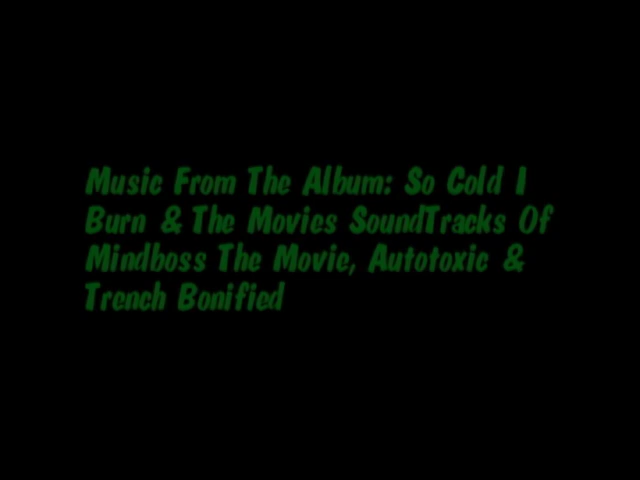 Music From The Album: So Cold I
Burn & The Movies SoundTracks Of
Mindboss The Movie, Autotoxic &
Trench Bonified